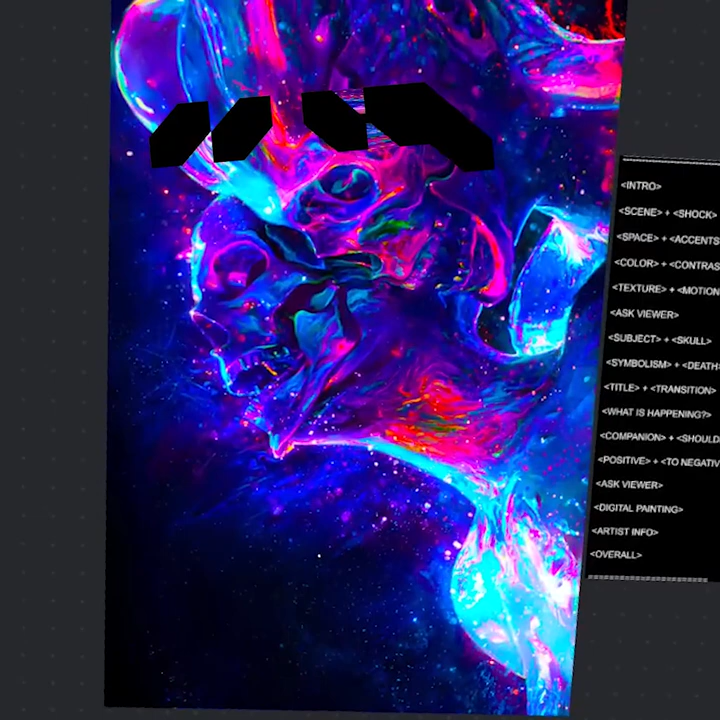 <INTRO>
<SCENE> + <SHOCK>
<SPACE> + <ACCENTS
<COLOR> + <CONTRAS
<TEXTURE> + <MOTION
<ASK VIEWER>
<SUBJECT> + <SKULL>
<SYMBOLISM> + <DEATH>
<TITLE> + <TRANSITION>
<WHAT IS HAPPENING?>
<COMPANION> + <SHOULD
<POSITIVE> + <TO NEGATIV
<ASK VIEWER>
<DIGITAL PAINTING>
<ARTIST INFO>
<OVERALL>